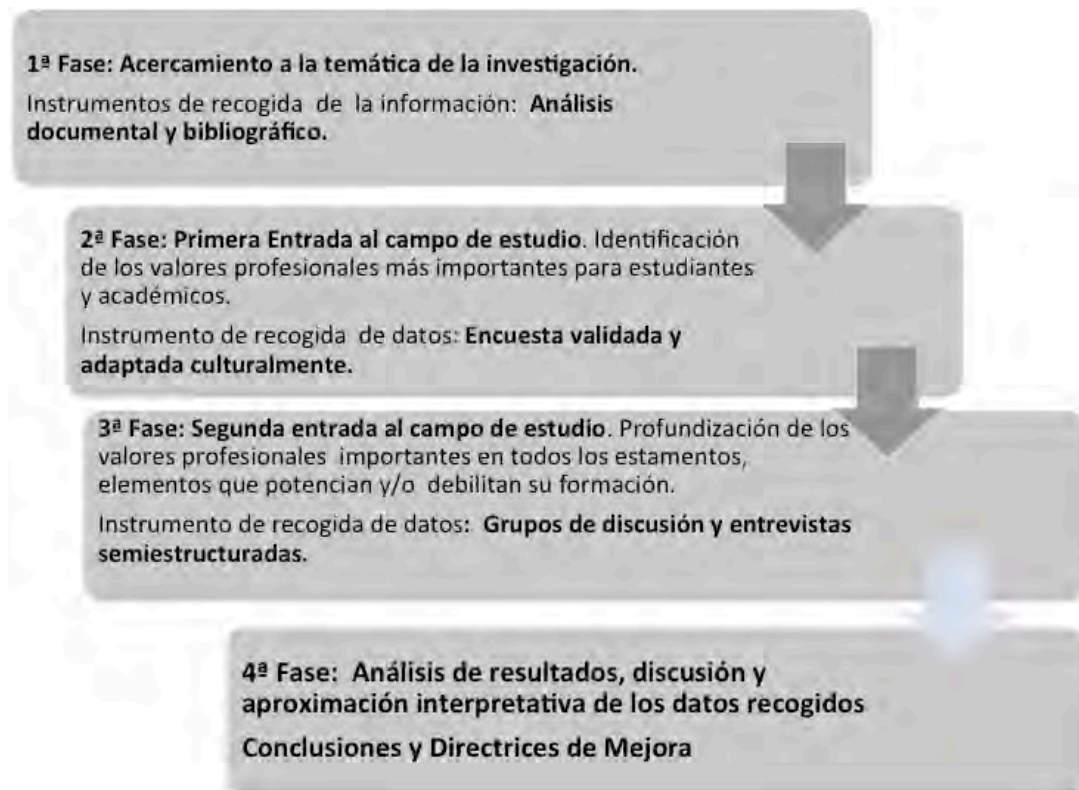 1ª Fase: Acercamiento a la temática de la investigación.
Instrumentos de recogida de la información: Análisis
documental y bibliográfico.
2ª Fase: Primera Entrada al campo de estudio. Identificación
de los valores profesionales más importantes para estudiantes
y académicos.
Instrumento de recogida de datos: Encuesta validada y
adaptada culturalmente.
3ª Fase: Segunda entrada al campo de estudio. Profundización de los
valores profesionales importantes en todos los estamentos,
elementos que potencian y/o debilitan su formación.
Instrumento de recogida de datos: Grupos de discusión y entrevistas
semiestructuradas.
4ª Fase: Análisis de resultados, discusión y
aproximación interpretativa de los datos recogidos
Conclusiones y Directrices de Mejora